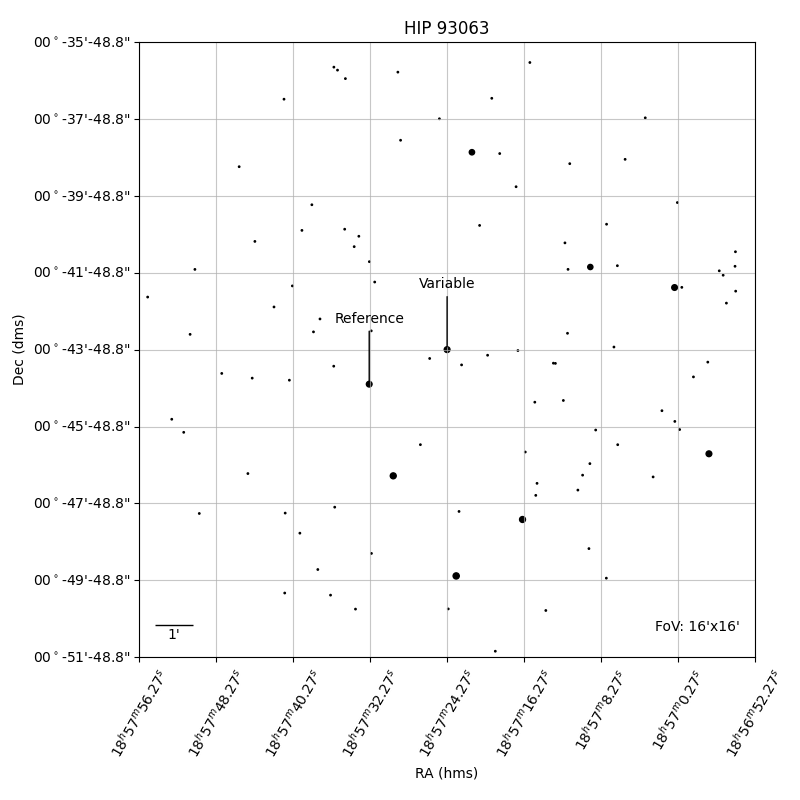 HIP 93063
00°-35'-48.8"
00°-37'-48.8"
00°-39'-48.8"
00°-41'-48.8"
00°-43'-48.8"
00°-45'-48.8"
00°-47'-48.8"
00°-49'-48.8"
00°-51'-48.8"
Dec (dms)
Variable
Reference
1'
FoV: 16'x16'
18h57m56.27s
18h57m48.27s
18h57m40.27s
18h57m32.27s
18h57m24.27s
18h57m16.27s
18h57m8.27s
18h57m0.27s
18h56m52.27s
RA (hms)